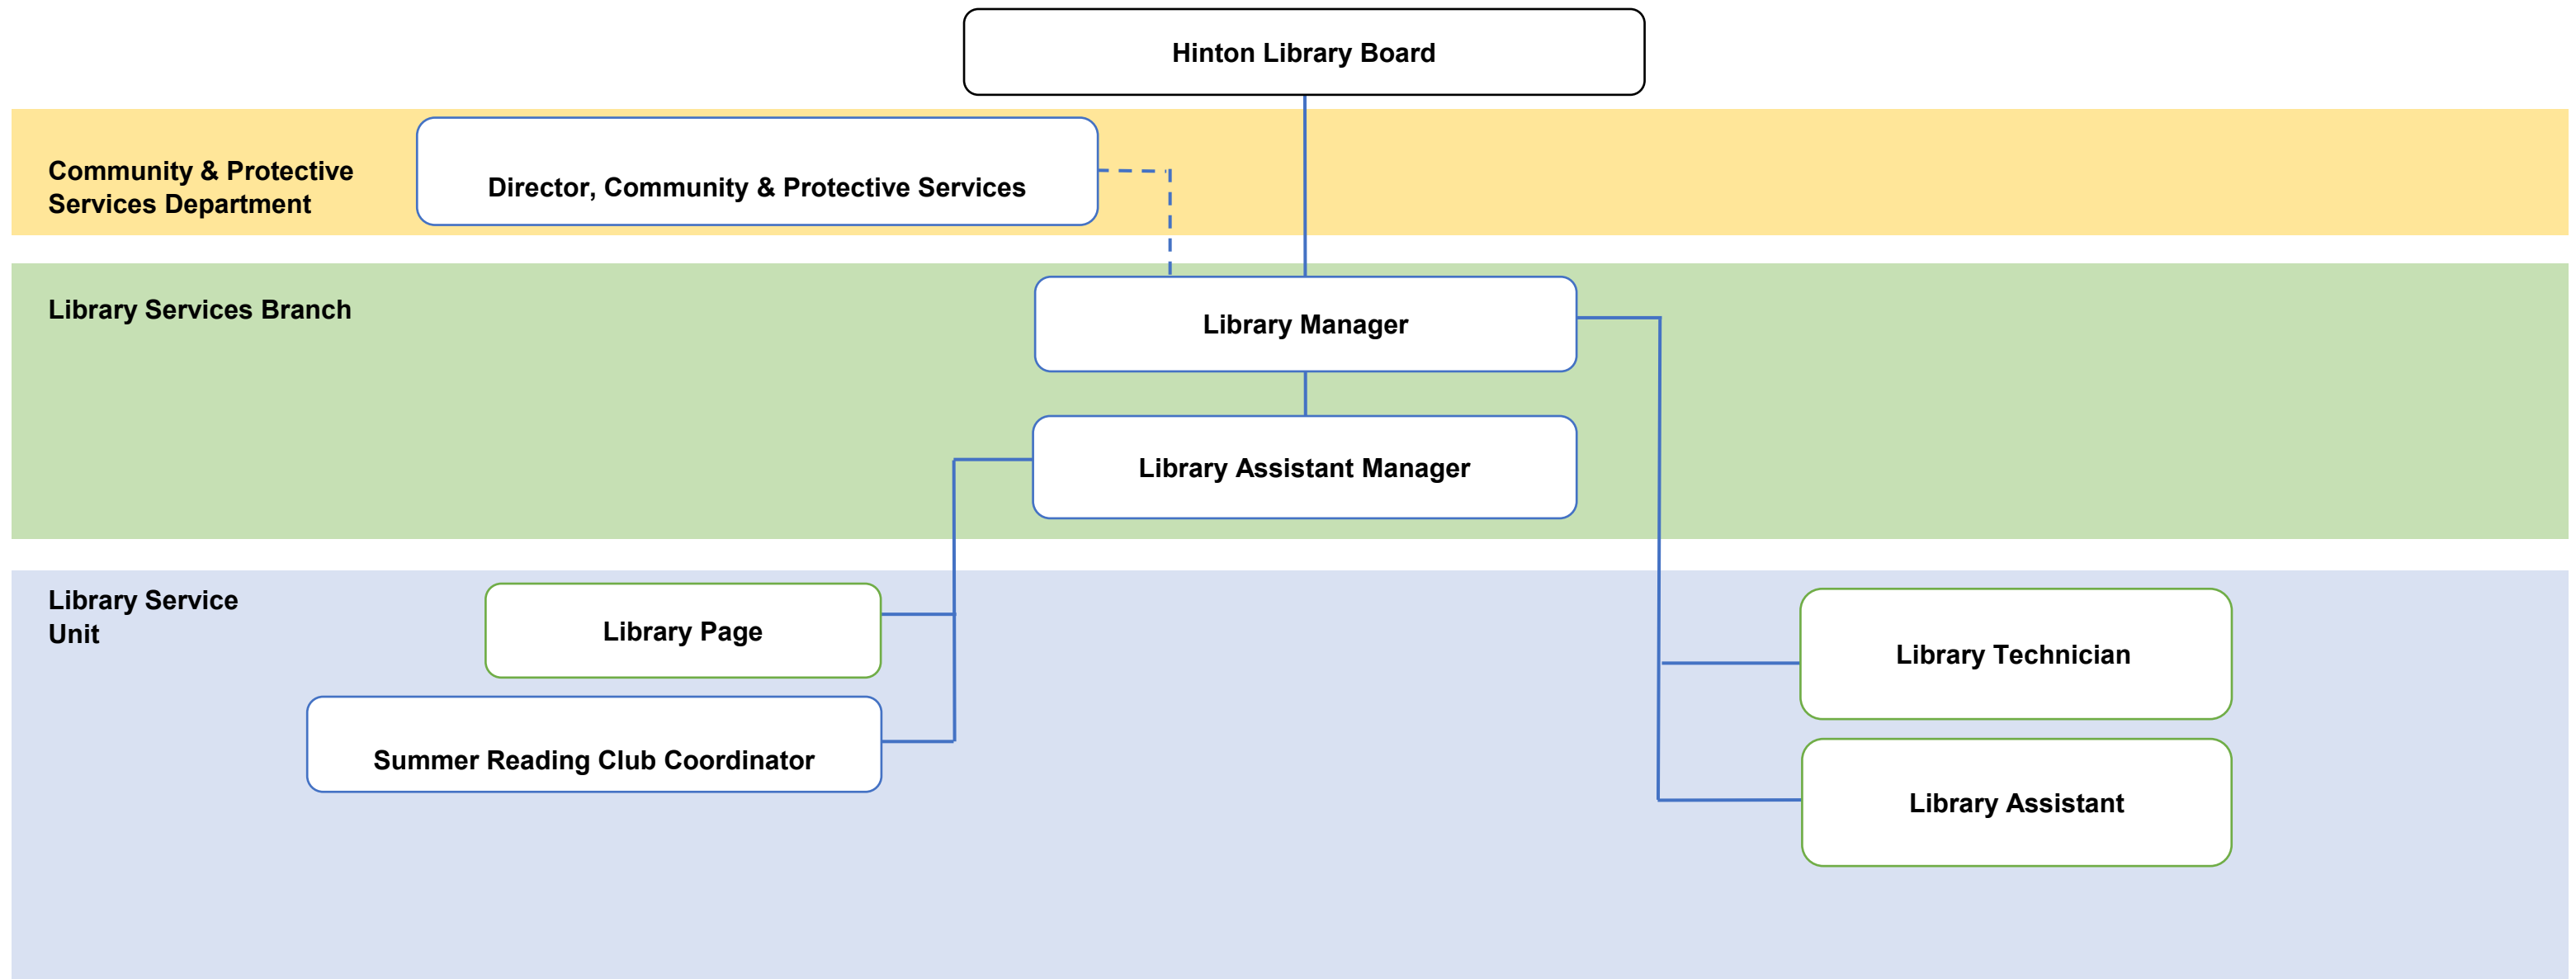 Hinton Library Board
Community & Protective
Services Department
Director, Community & Protective Services
Library Services Branch
Library Manager
Library Assistant Manager
Library Service
Unit
Library Page
Summer Reading Club Coordinator
Library Technician
Library Assistant